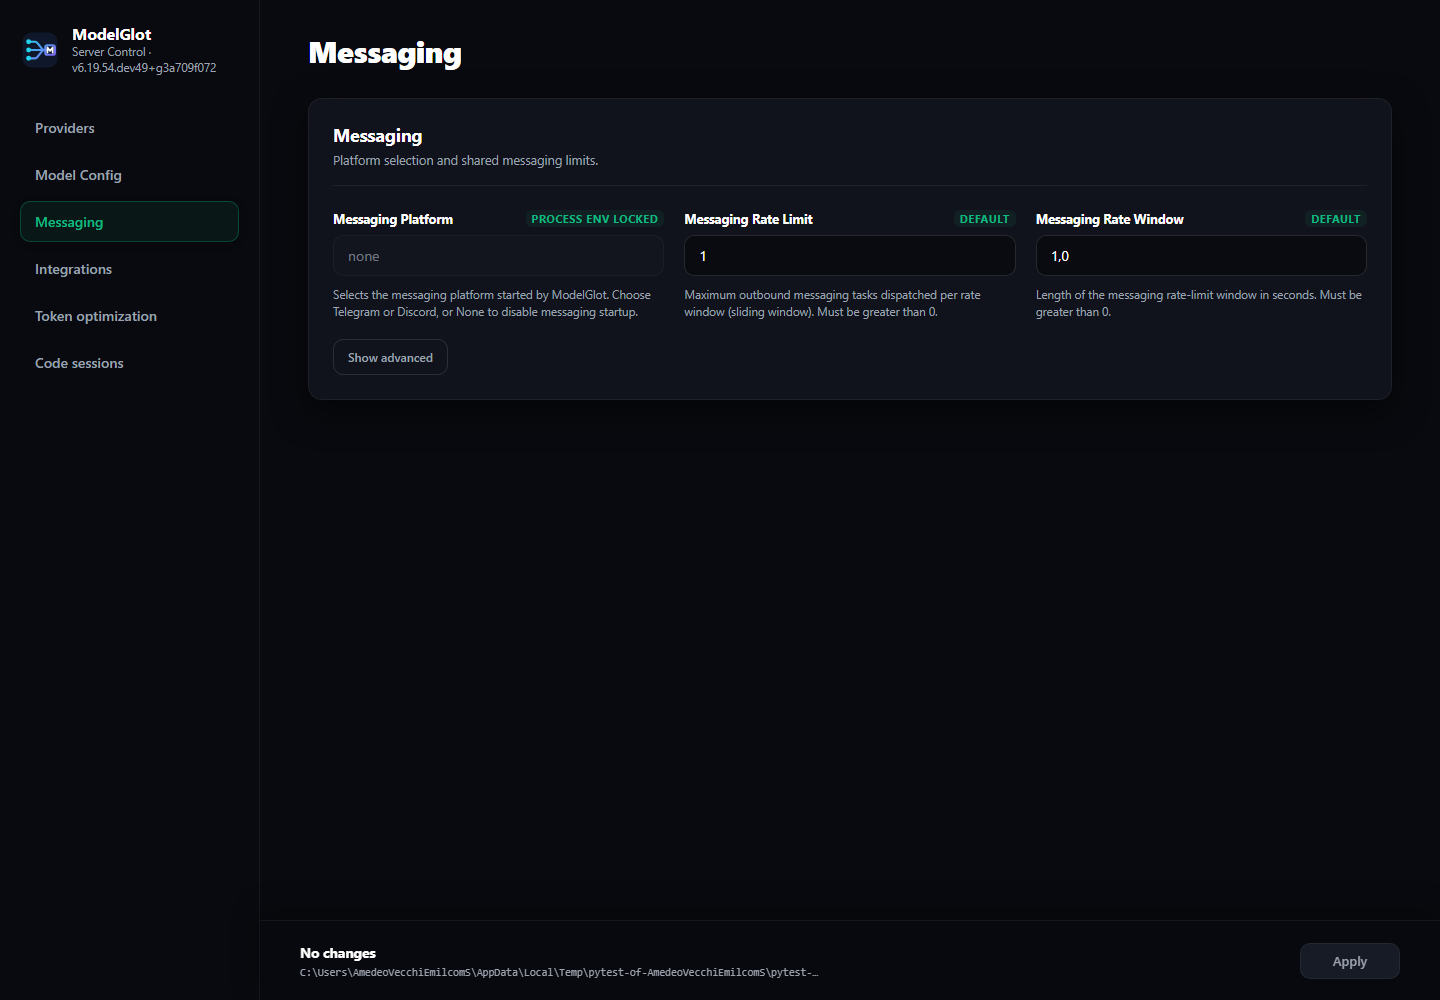 ModelGlot
Server Control ·
v6.19.54.dev49+g3a709f072
Providers
Model Config
Messaging
Integrations
Token optimization
Code sessions
Messaging
Messaging
Platform selection and shared messaging limits.
Messaging Platform
PROCESS ENV LOCKED
none
Selects the messaging platform started by ModelGlot. Choose
Telegram or Discord, or None to disable messaging startup.
Messaging Rate Limit
DEFAULT
1
Maximum outbound messaging tasks dispatched per rate
window (sliding window). Must be greater than 0.
Messaging Rate Window
DEFAULT
1,0
Length of the messaging rate-limit window in seconds. Must be
greater than 0.
Show advanced
No changes
C:\Users\AmedeoVecchiEmilcomS\AppData\Local\Temp\pytest-of-AmedeoVecchiEmilcomS\pytest-…
Apply